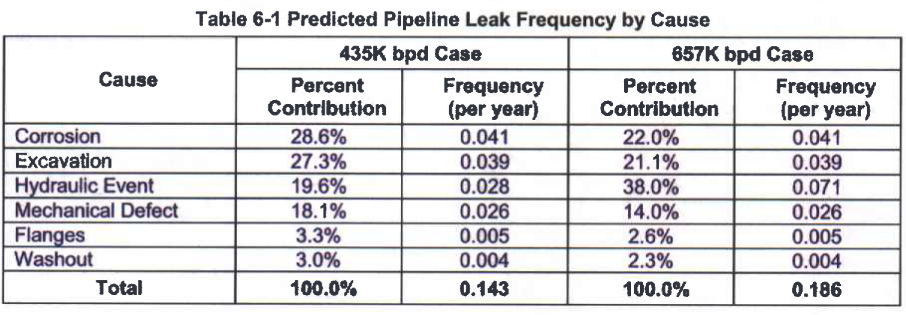 Table 6-1 Predicted Pipeline Leak Frequency by Cause
Cause 435K bpd Case 657K bpd Case
Percent Contribution Frequency (per year) Percent Contribution Frequency (per year)
Corrosion 28.6% 0.041 22.0% 0.041
Excavation 27.3% 0.039 21.1% 0.039
Hydraulic Event 19.6% 0.028 38.0% 0.071
Mechanical Defect 18.1% 0.026 14.0% 0.026
Flanges 3.3% 0.005 2.6% 0.005
Washout 3.0% 0.004 2.3% 0.004
Total 100.0% 0.143 100.0% 0.186